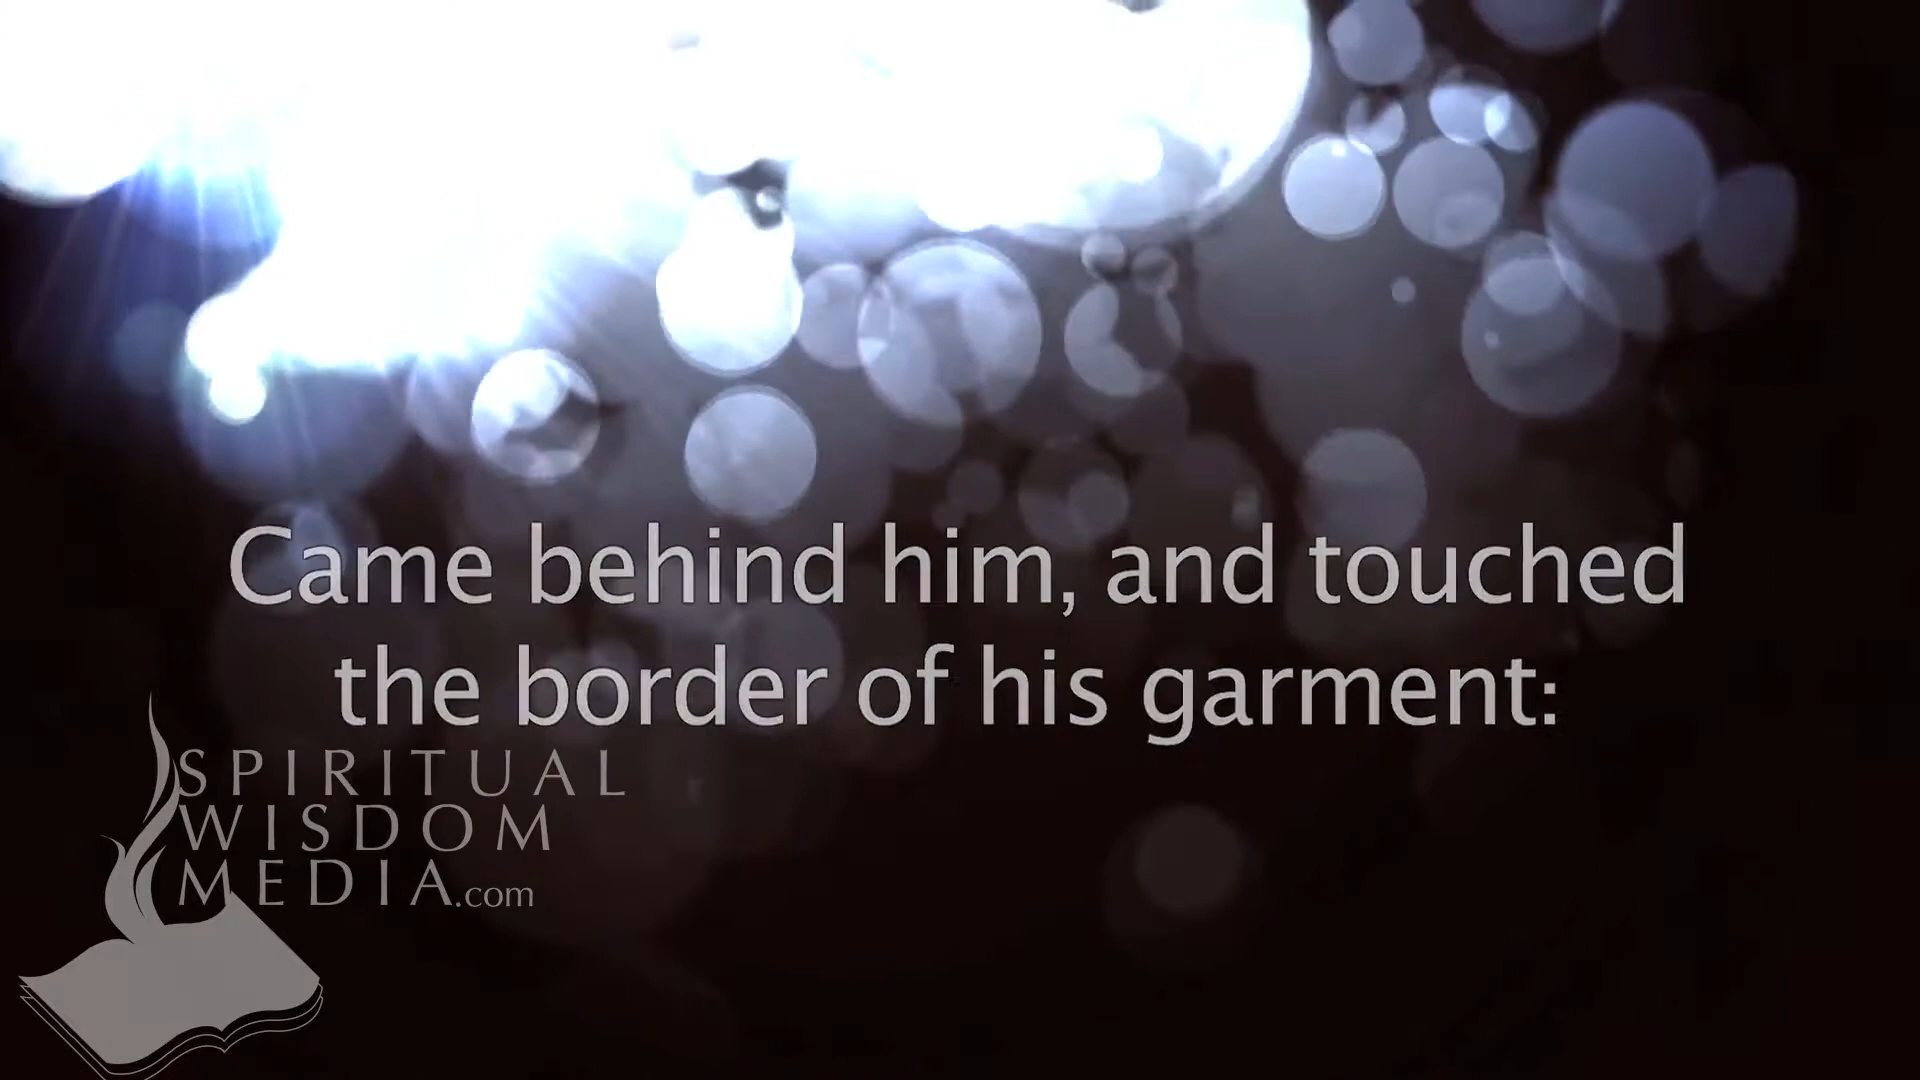 Came behind him, and touched
the border of his garment:
SPIRITUAL
WISDOM
MEDIA.com